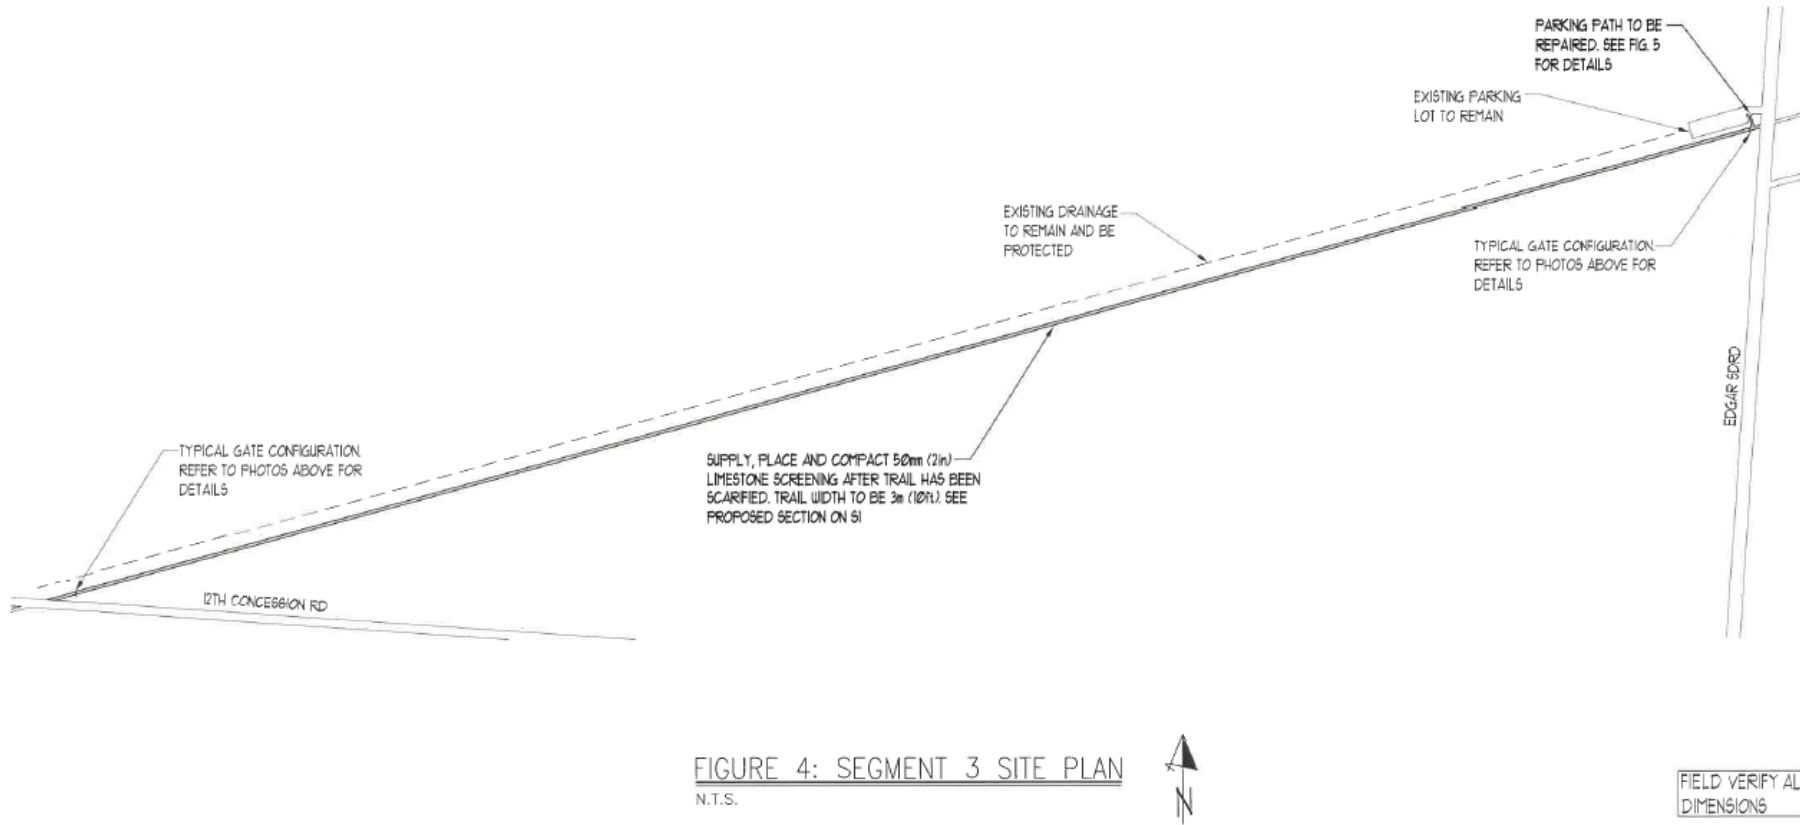 PARKING PATH TO BE
REPAIRED. SEE FIG. 5
FOR DETAILS
EXISTING PARKING
LOT TO REMAIN
EXISTING DRAINAGE
TO REMAIN AND BE
PROTECTED
TYPICAL GATE CONFIGURATION.
REFER TO PHOTOS ABOVE FOR
DETAILS
EDGAR SDRD
TYPICAL GATE CONFIGURATION.
REFER TO PHOTOS ABOVE FOR
DETAILS
SUPPLY, PLACE AND COMPACT 50mm (2in)
LIMESTONE SCREENING AFTER TRAIL HAS BEEN
SCARIFIED. TRAIL WIDTH TO BE 3m (10ft). SEE
PROPOSED SECTION ON S1
12TH CONCESSION RD
FIGURE 4: SEGMENT 3 SITE PLAN
N.T.S.
N
FIELD VERIFY AL
DIMENSIONS